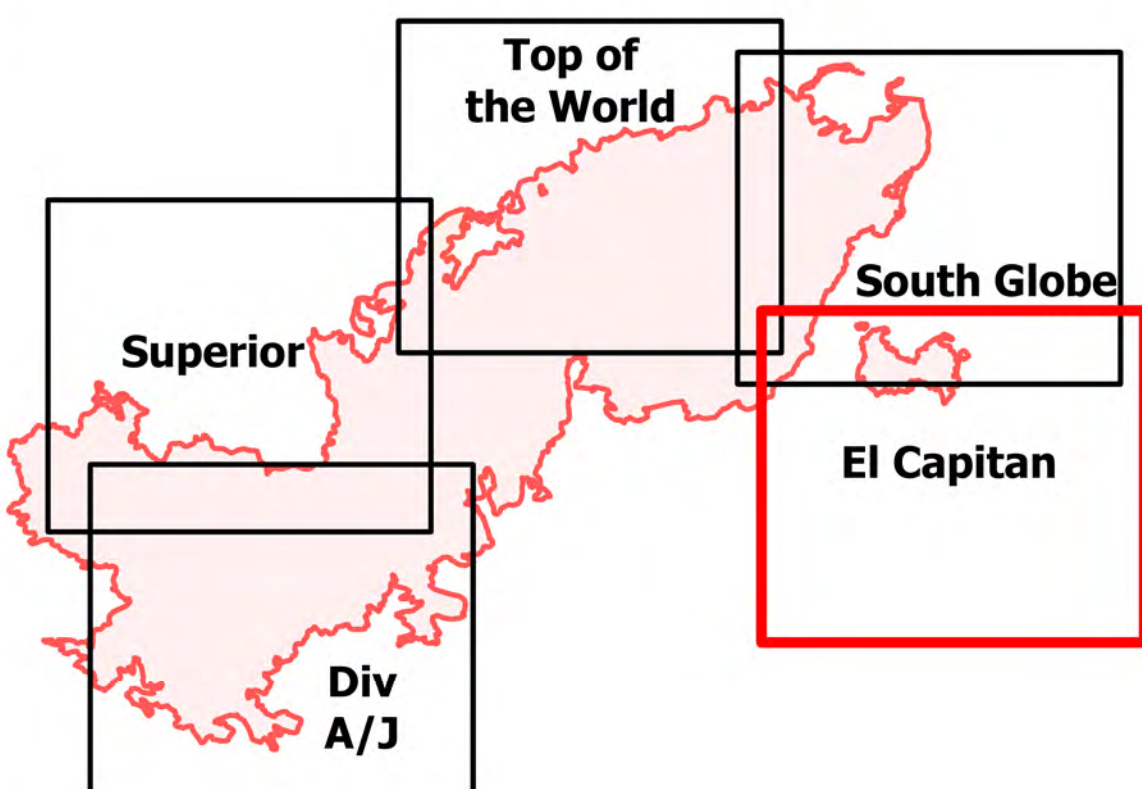 Top of
the World
South Globe
Superior
El Capitan
Div
A/J